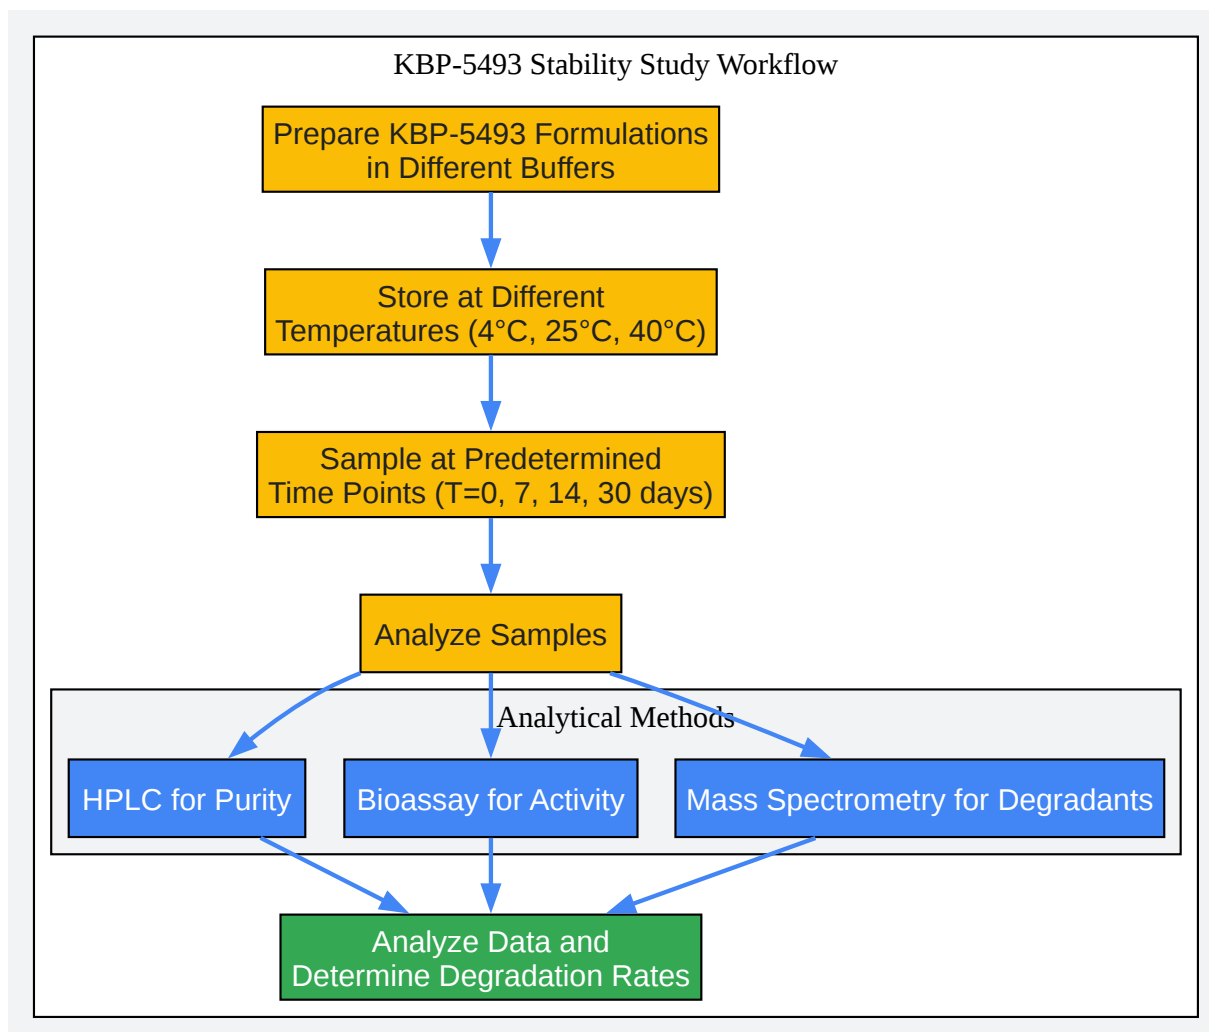 KBP-5493 Stability Study Workflow
Prepare KBP-5493 Formulations
in Different Buffers
Store at Different
Temperatures (4°C, 25°C, 40°C)
Sample at Predetermined
Time Points (T=0, 7, 14, 30 days)
Analyze Samples
Analytical Methods
HPLC for Purity
Bioassay for Activity
Mass Spectrometry for Degradants
Analyze Data and
Determine Degradation Rates